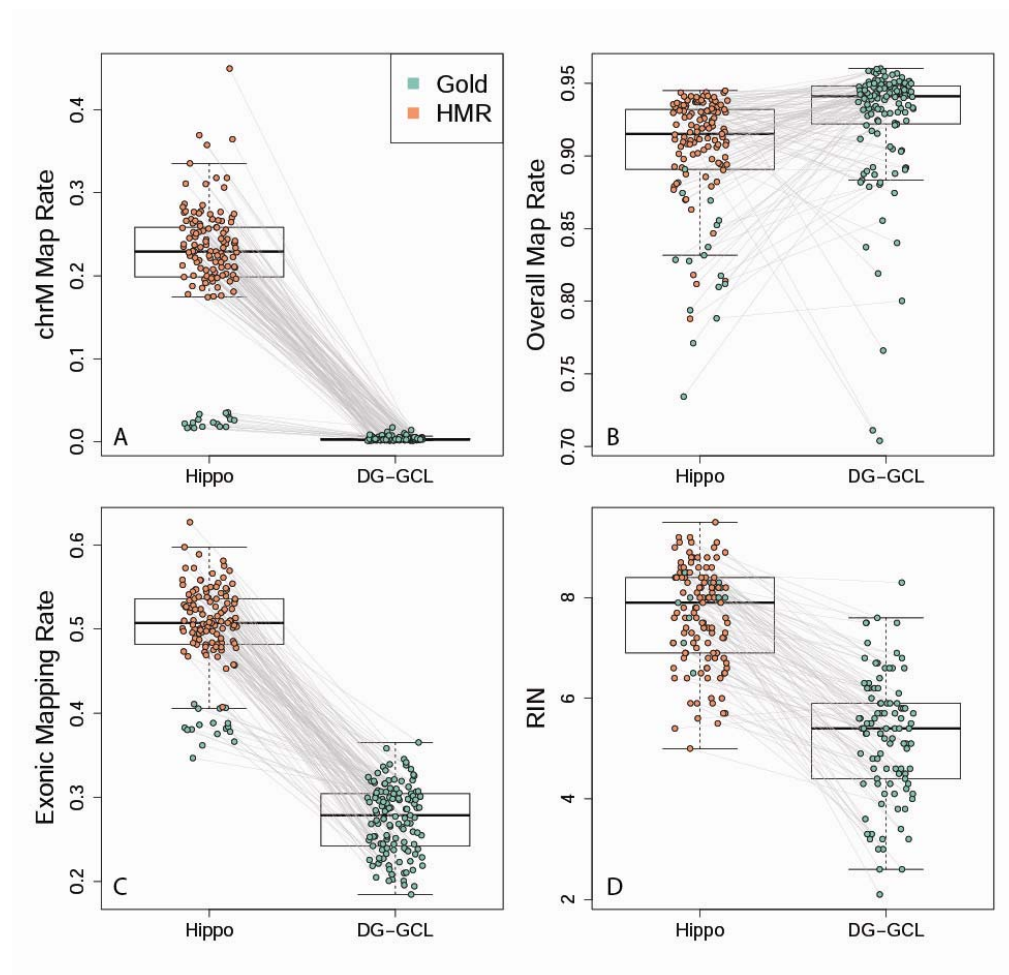 chrM Map Rate
0.0 0.1 0.2 0.3 0.4
Gold
HMR
A
Hippo DG-GCL
Overall Map Rate
0.70 0.75 0.80 0.85 0.90 0.95
B
Hippo DG-GCL
Exonic Mapping Rate
0.2 0.3 0.4 0.5 0.6
C
Hippo DG-GCL
RIN
2 4 6 8
D
Hippo DG-GCL